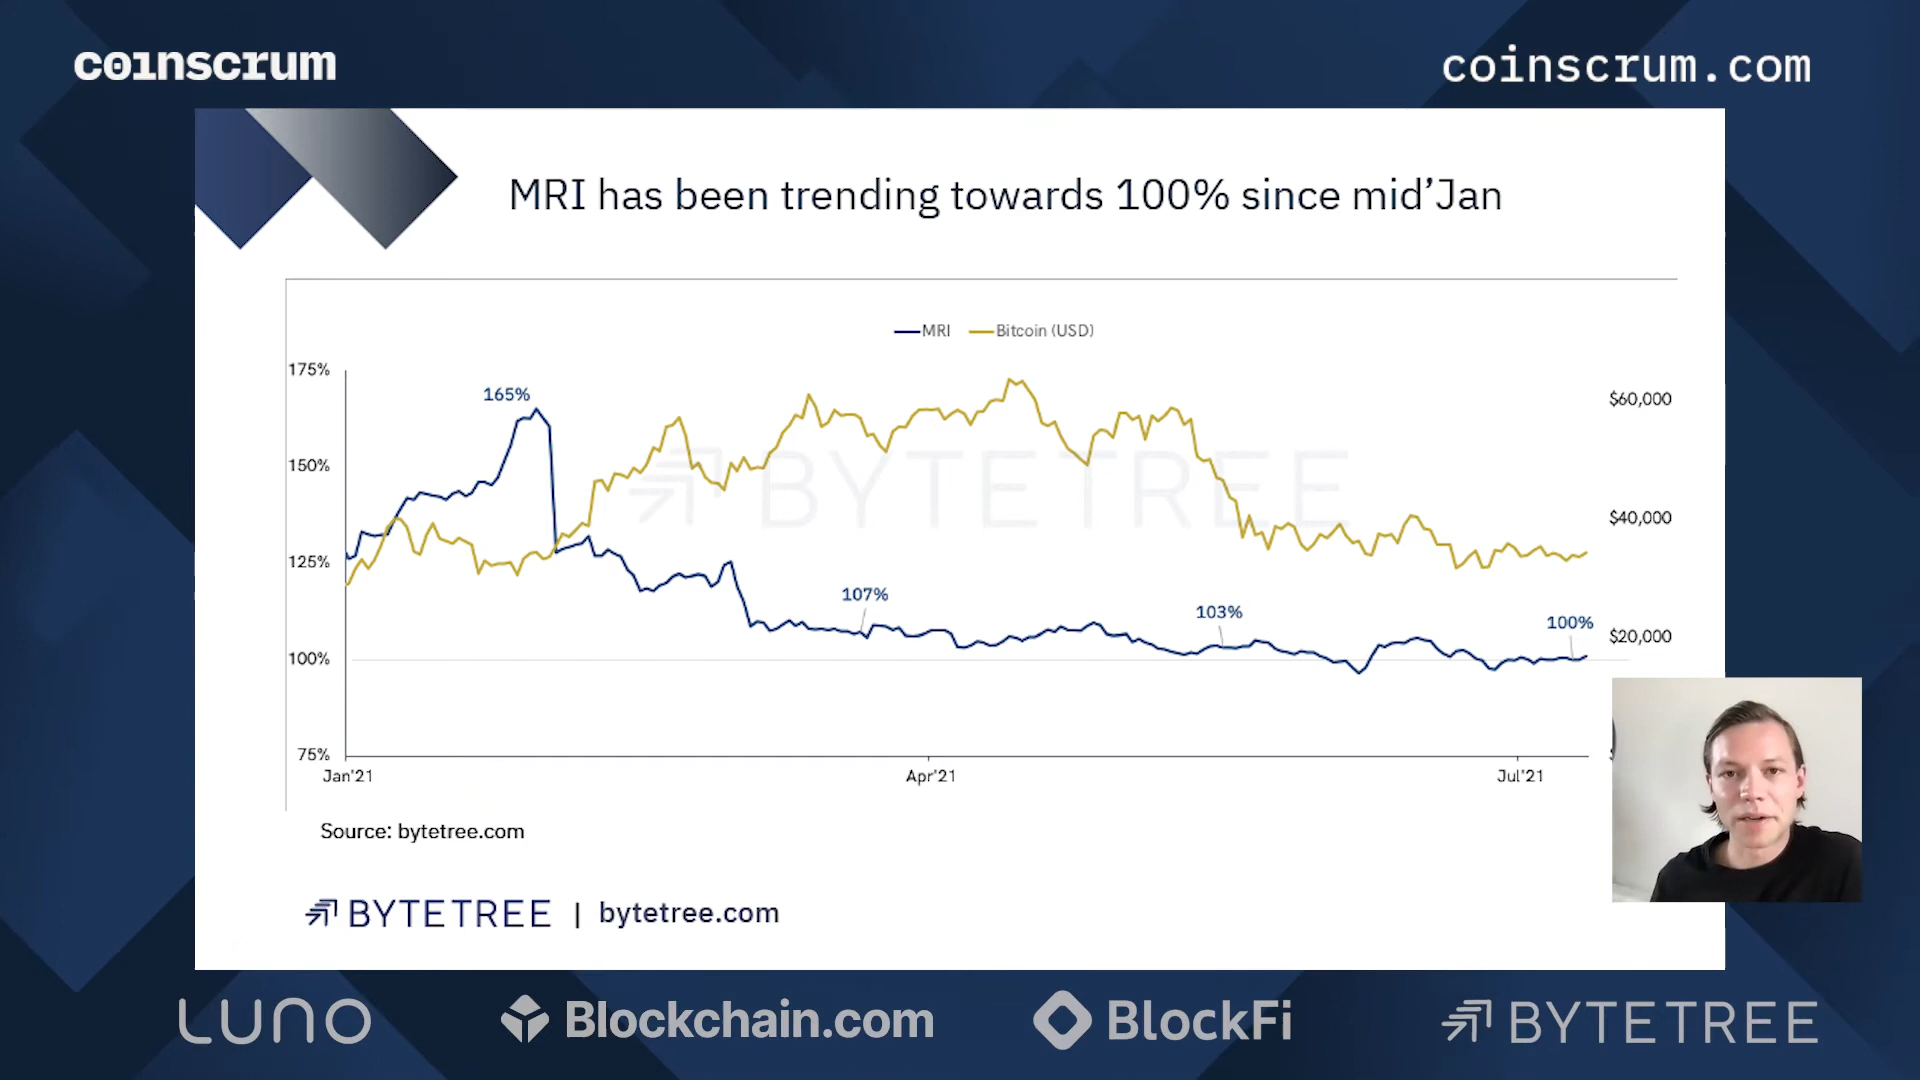 coinscrum
coinscrum.com
MRI has been trending towards 100% since mid’Jan
MRI
Bitcoin (USD)
175%
150%
125%
100%
75%
$60,000
$40,000
$20,000
165%
107%
103%
100%
BYTETREE
Jan'21
Apr'21
Jul'21
Source: bytetree.com
BYTETREE | bytetree.com
LUNO
Blockchain.com
BlockFi
BYTETREE